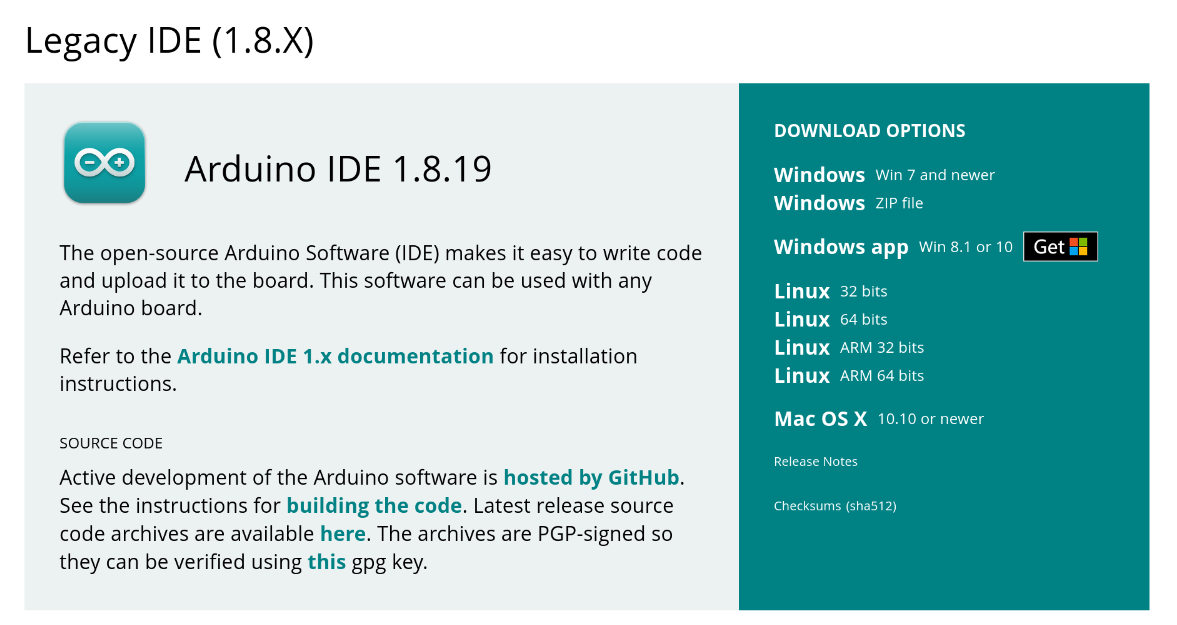 Legacy IDE (1.8.X)
Arduino IDE 1.8.19
The open-source Arduino Software (IDE) makes it easy to write code
and upload it to the board. This software can be used with any
Arduino board.
Refer to the Arduino IDE 1.x documentation for installation
instructions.
SOURCE CODE
Active development of the Arduino software is hosted by GitHub.
See the instructions for building the code. Latest release source
code archives are available here. The archives are PGP-signed so
they can be verified using this gpg key.
DOWNLOAD OPTIONS
Windows Win 7 and newer
Windows ZIP file
Windows app Win 8.1 or 10 Get
Linux 32 bits
Linux 64 bits
Linux ARM 32 bits
Linux ARM 64 bits
Mac OS X 10.10 or newer
Release Notes
Checksums (sha512)